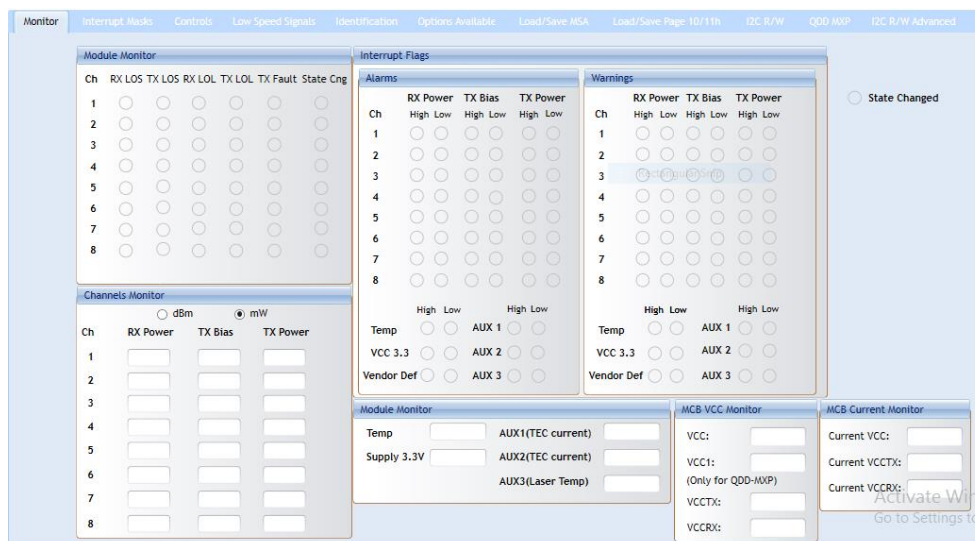 Monitor Interrupt Masks Controls Low Speed Signals Identification Options Available Load/Save MSA Load/Save Page 10/11h I2C R/W QDD MXP I2C R/W Advanced
Module Monitor
Ch RX LOS TX LOS RX LOL TX LOL TX Fault State Cng
1
2
3
4
5
6
7
8
Interrupt Flags
Alarms
RX Power TX Bias TX Power
Ch High Low High Low High Low
1
2
3
4
5
6
7
8
High Low High Low
Temp AUX 1
VCC 3.3 AUX 2
Vendor Def AUX 3
Warnings
RX Power TX Bias TX Power
Ch High Low High Low High Low
1
2
3 RectangularSnip
4
5
6
7
8
High Low High Low
Temp AUX 1
VCC 3.3 AUX 2
Vendor Def AUX 3
State Changed
Channels Monitor
dBm mW
Ch RX Power TX Bias TX Power
1
2
3
4
5
6
7
8
Module Monitor
Temp AUX1(TEC current)
Supply 3.3V AUX2(TEC current)
AUX3(Laser Temp)
MCB VCC Monitor
VCC:
VCC1:
(Only for QDD-MXP)
VCCTX:
VCCRX:
MCB Current Monitor
Current VCC:
Current VCCTX:
Current VCCRX:
Activate Win
Go to Settings to